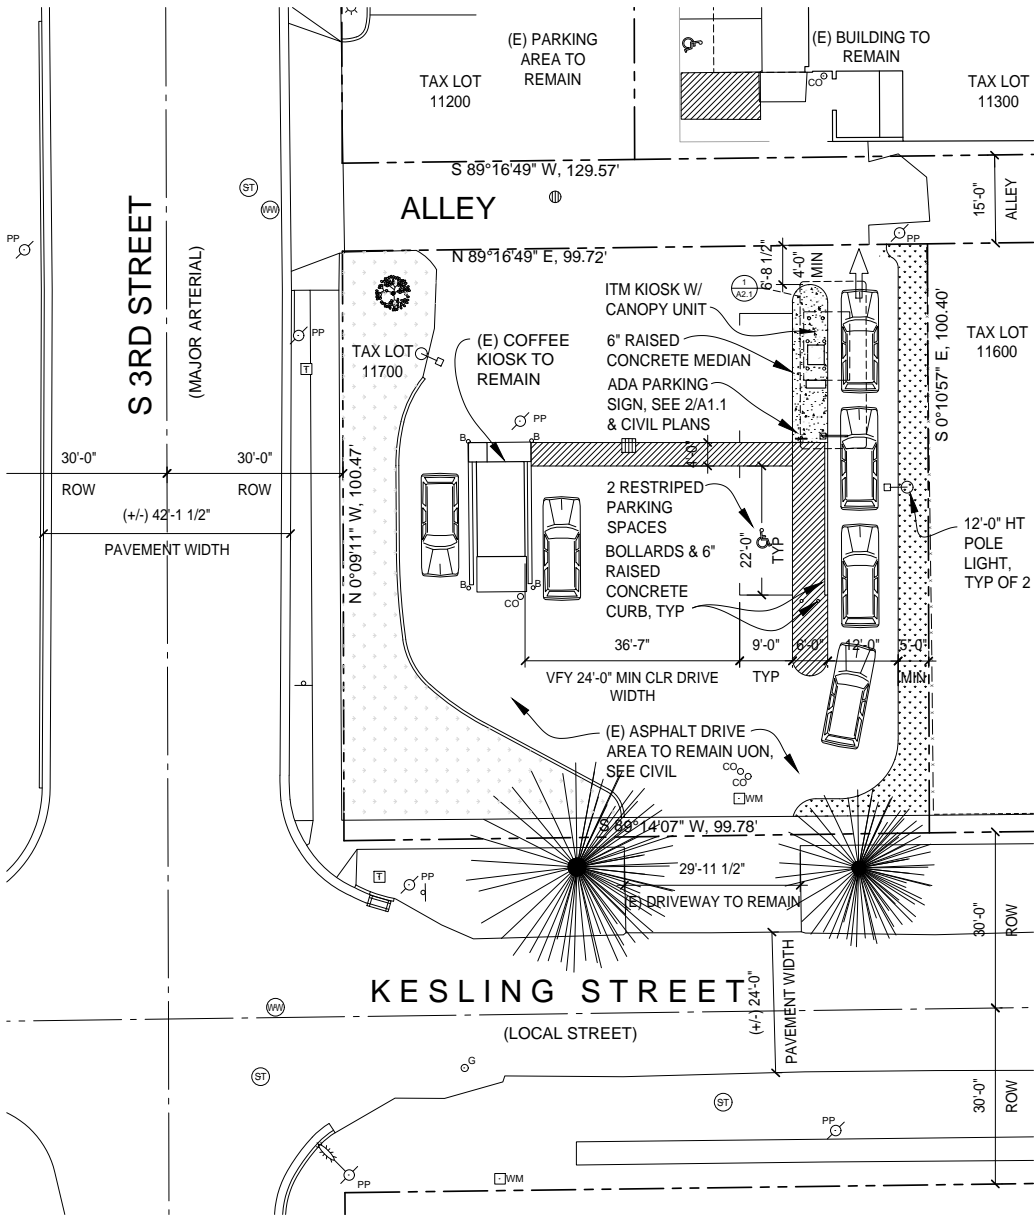 (E) PARKING
AREA TO
REMAIN
(E) BUILDING TO
REMAIN
TAX LOT
11200
CO
TAX LOT
11300
S 89°16'49" W, 129.57'
ST
WW
ALLEY
15'-0"
ALLEY
PP
PP
N 89°16'49" E, 99.72'
6'-8 1/2"
4'-0"
MIN
S 3RD STREET
(MAJOR ARTERIAL)
1
A2.1
ITM KIOSK W/
CANOPY UNIT
6" RAISED
CONCRETE MEDIAN
ADA PARKING
SIGN, SEE 2/A1.1
& CIVIL PLANS
S 0°10'57" E, 100.40'
TAX LOT
11600
PP
T
TAX LOT
11700
(E) COFFEE
KIOSK TO
REMAIN
PP
B
B
4'-0"
30'-0"
ROW
30'-0"
ROW
(+/-) 42'-1 1/2"
PAVEMENT WIDTH
N 0°09'11" W, 100.47'
2 RESTRIPED
PARKING
SPACES
22'-0"
TYP
BOLLARDS & 6"
RAISED
CONCRETE
CURB, TYP
12'-0" HT
POLE
LIGHT,
TYP OF 2
B
B
CO
36'-7"
9'-0"
6'-0"
12'-0"
5'-0"
VFY 24'-0" MIN CLR DRIVE
WIDTH
TYP
MIN
(E) ASPHALT DRIVE
AREA TO REMAIN UON,
SEE CIVIL
CO
CO
WM
S 89°14'07" W, 99.78'
29'-11 1/2"
(E) DRIVEWAY TO REMAIN
T
PP
30'-0"
ROW
KESLING STREET
(LOCAL STREET)
(+/-) 24'-0"
PAVEMENT WIDTH
WW
ST
G
ST
30'-0"
ROW
PP
PP
WM